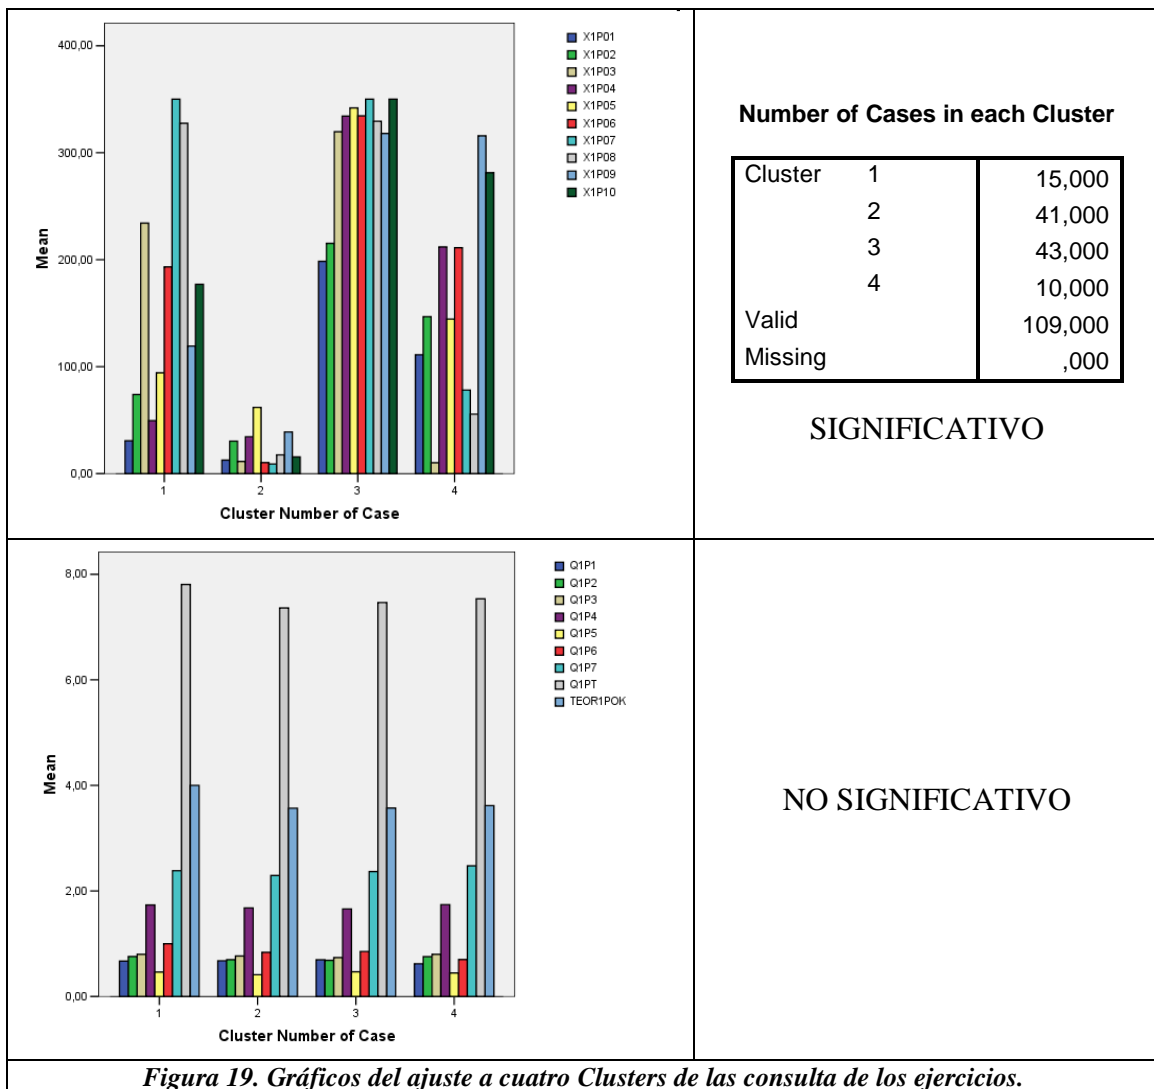 400,00
300,00
200,00
100,00
0,00
Mean
1
2
3
4
Cluster Number of Case
X1P01
X1P02
X1P03
X1P04
X1P05
X1P06
X1P07
X1P08
X1P09
X1P10
Number of Cases in each Cluster
Cluster 1 15,000
2 41,000
3 43,000
4 10,000
Valid 109,000
Missing ,000
SIGNIFICATIVO
8,00
6,00
4,00
2,00
0,00
Mean
1
2
3
4
Cluster Number of Case
Q1P1
Q1P2
Q1P3
Q1P4
Q1P5
Q1P6
Q1P7
Q1PT
TEOR1POK
NO SIGNIFICATIVO
Figura 19. Gráficos del ajuste a cuatro Clusters de las consulta de los ejercicios.